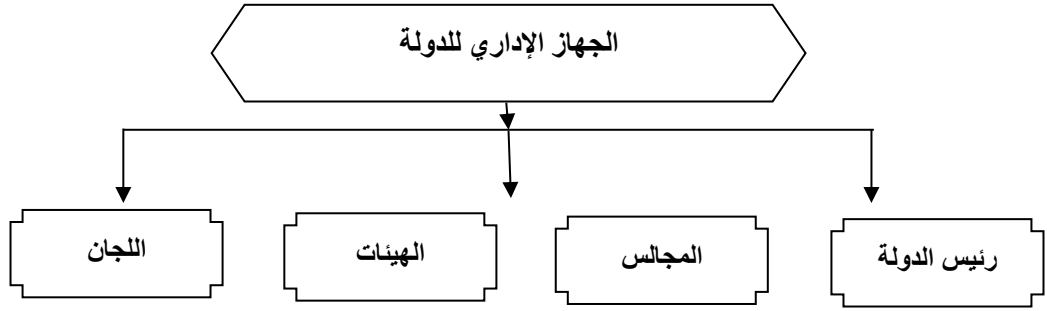 الجهاز الإداري للدولة
رئيس الدولة
المجالس
الهيئات
اللجان